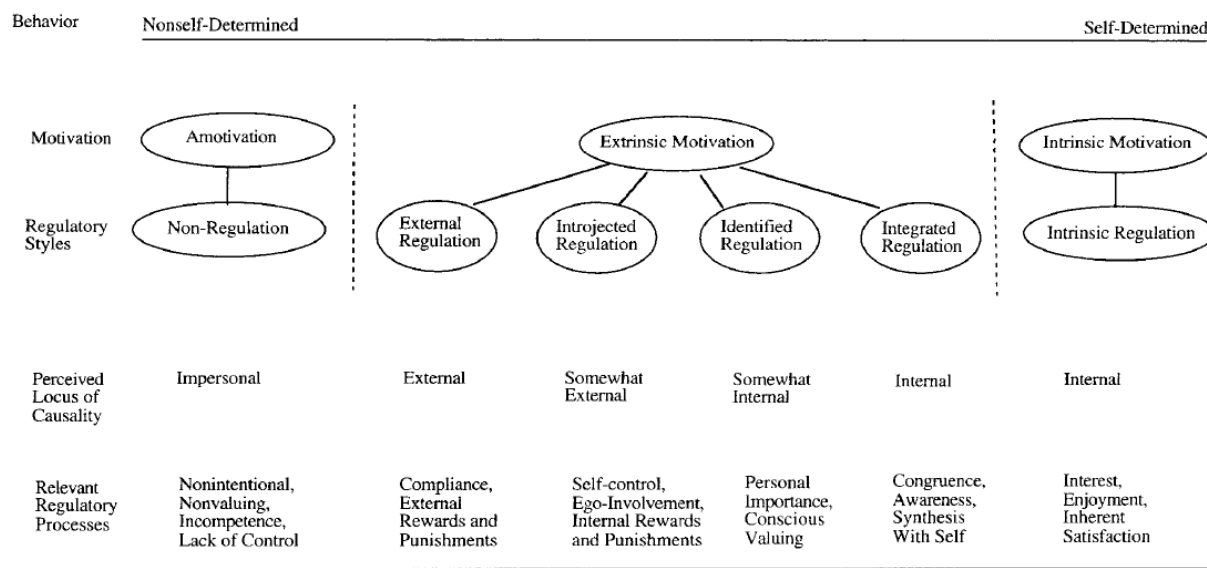 Behavior Nonself-Determined Self-Determined
Motivation Amotivation Extrinsic Motivation Intrinsic Motivation
Regulatory
Styles
Non-Regulation
External
Regulation
Introjected
Regulation
Identified
Regulation
Integrated
Regulation
Intrinsic Regulation
Perceived
Locus of
Causality
Impersonal
External
Somewhat
External
Somewhat
Internal
Internal
Internal
Relevant
Regulatory
Processes
Nonintentional,
Nonvaluing,
Incompetence,
Lack of Control
Compliance,
External
Rewards and
Punishments
Self-control,
Ego-Involvement,
Internal Rewards
and Punishments
Personal
Importance,
Conscious
Valuing
Congruence,
Awareness,
Synthesis
With Self
Interest,
Enjoyment,
Inherent
Satisfaction